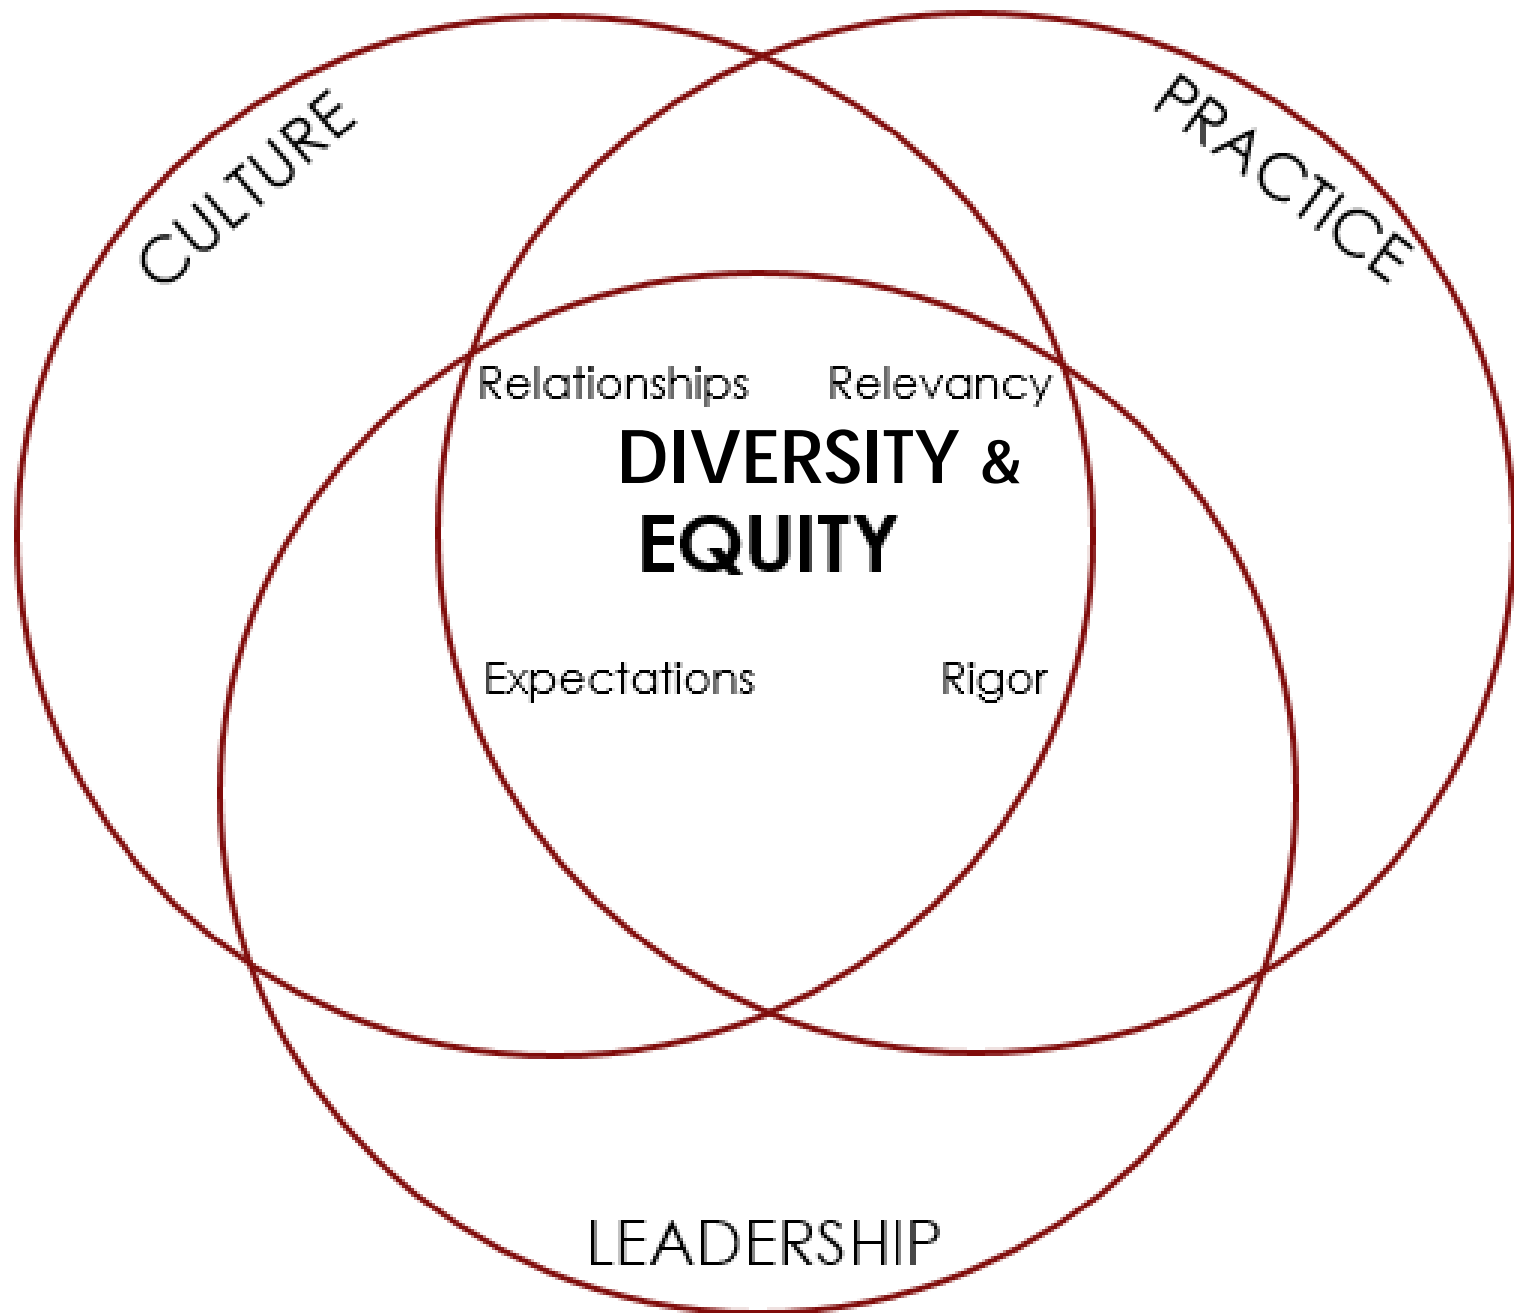 CULTURE
PRACTICE
Relationships Relevancy
DIVERSITY &
EQUITY
Expectations Rigor
LEADERSHIP